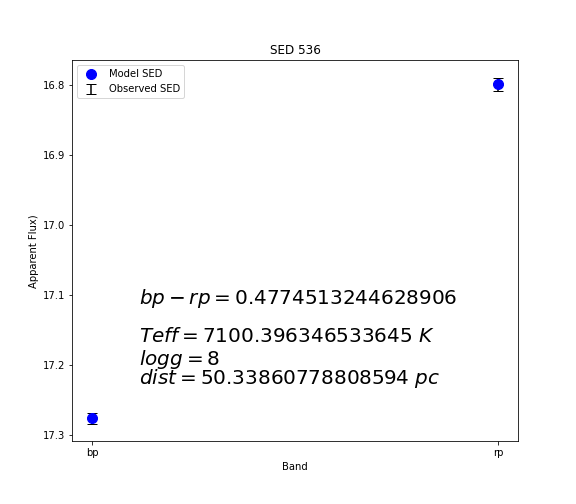 SED 536
Model SED
Observed SED
16.8
16.9
17.0
17.1
17.2
17.3
Apparent Flux)
bp − rp = 0.4774513244628906
Teff = 7100.396346533645 K
logg = 8
dist = 50.33860778808594 pc
bp
rp
Band